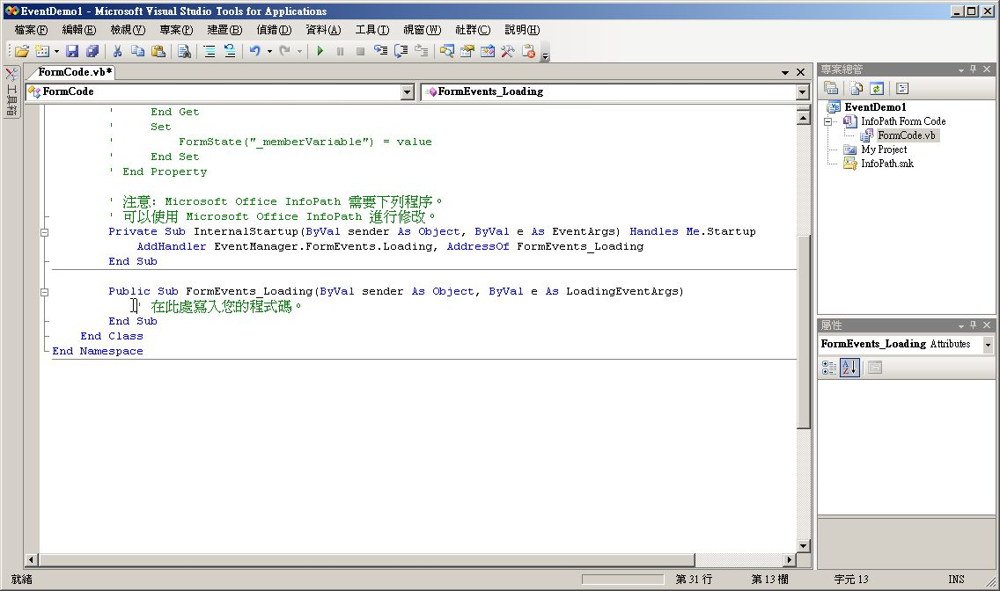 EventDemo1 - Microsoft Visual Studio Tools for Applications
檔案(F) 編輯(E) 檢視(V) 專案(P) 建置(B) 偵錯(D) 資料(A) 工具(T) 視窗(W) 社群(C) 說明(H)
工具箱
FormCode.vb*
FormCode FormEvents_Loading
' End Get
' Set
' FormState("_memberVariable") = value
' End Set
' End Property
' 注意: Microsoft Office InfoPath 需要下列程序。
' 可以使用 Microsoft Office InfoPath 進行修改。
Private Sub InternalStartup(ByVal sender As Object, ByVal e As EventArgs) Handles Me.Startup
AddHandler EventManager.FormEvents.Loading, AddressOf FormEvents_Loading
End Sub
Public Sub FormEvents_Loading(ByVal sender As Object, ByVal e As LoadingEventArgs)
' 在此處寫入您的程式碼。
End Sub
End Class
End Namespace
專案總管
EventDemo1
InfoPath Form Code
FormCode.vb
My Project
InfoPath.snk
屬性
FormEvents_Loading Attributes
就緒 第 31 行 第 13 欄 字元 13 INS